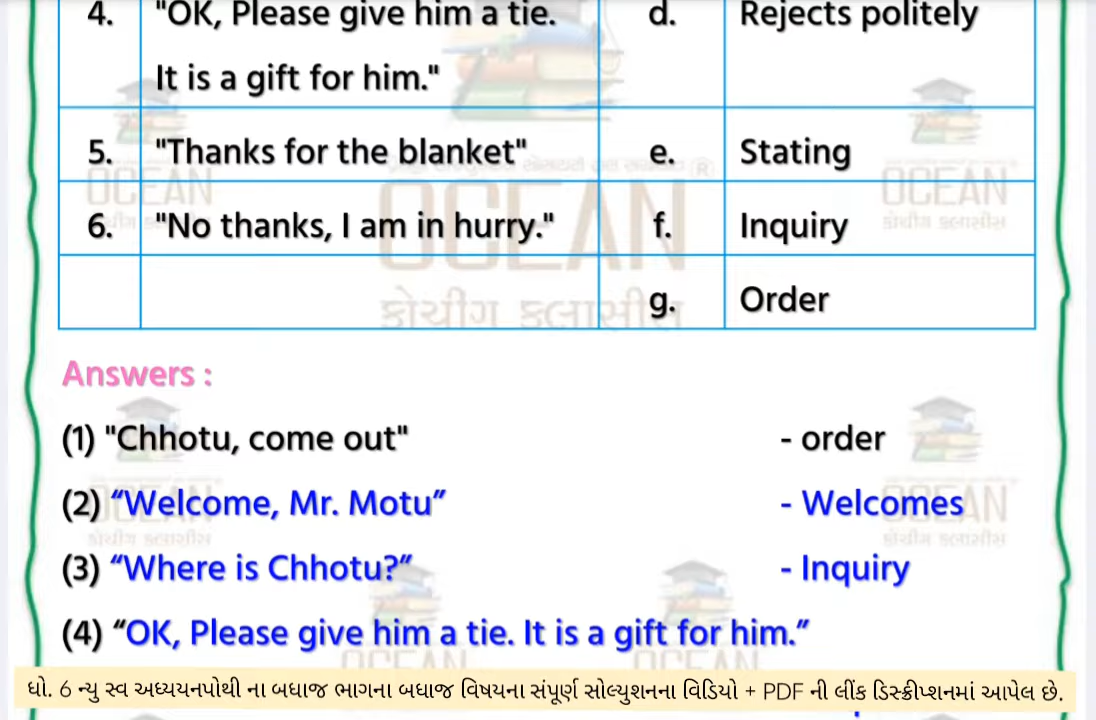 4. "OK, Please give him a tie. d. Rejects politely
It is a gift for him."
5. "Thanks for the blanket" e. Stating
6. "No thanks, I am in hurry." f. Inquiry
g. Order
OCEAN
કોચીંગ ક્લાસીસ
Answers :
(1) "Chhotu, come out" - order
(2) “Welcome, Mr. Motu” - Welcomes
(3) “Where is Chhotu?” - Inquiry
(4) “OK, Please give him a tie. It is a gift for him.”
ધો. 6 ન્યુ સ્વ અધ્યયનપોથી ના બધાજ ભાગના બધાજ વિષયના સંપૂર્ણ સોલ્યુશનના વિડિયો + PDF ની લીંક ડિસ્ક્રીપ્શનમાં આપેલ છે.